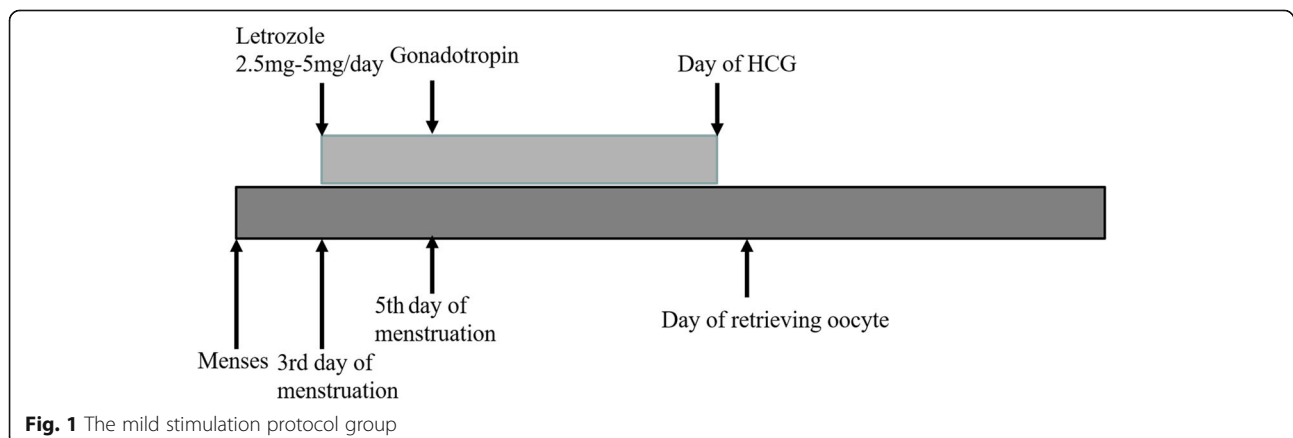 Letrozole
2.5mg-5mg/day
Gonadotropin
Day of HCG
Menses
3rd day of
menstruation
5th day of
menstruation
Day of retrieving oocyte
Fig. 1 The mild stimulation protocol group